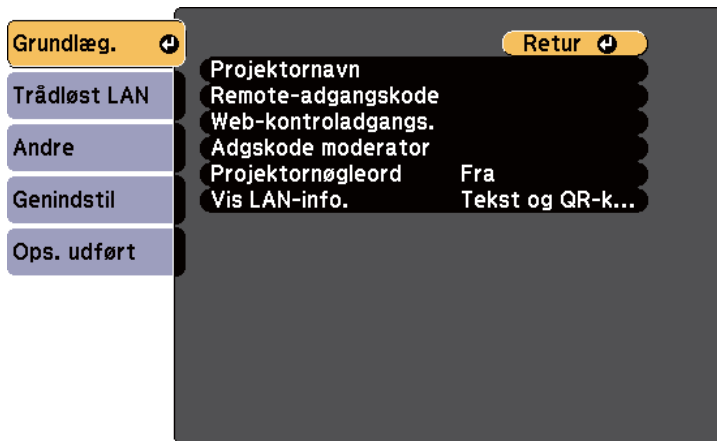 Grundlæg.
Trådløst LAN
Andre
Genindstil
Ops. udført
Retur
Projektornavn
Remote-adgangskode
Web-kontroladgangs.
Adgskode moderator
Projektornøgleord Fra
Vis LAN-info. Tekst og QR-k...